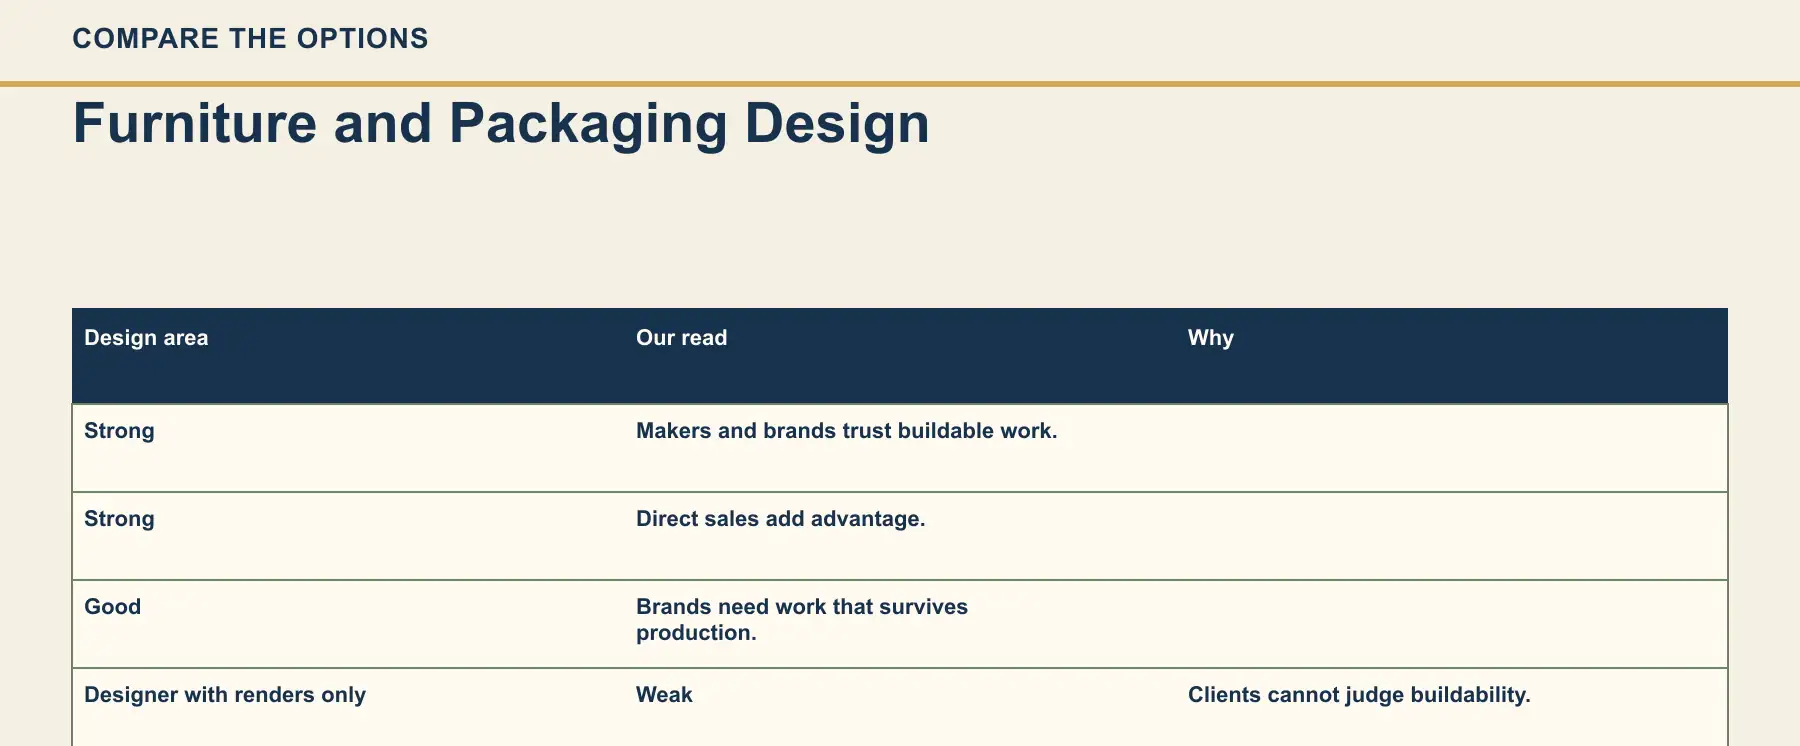 COMPARE THE OPTIONS
Furniture and Packaging Design
Design area Our read Why
Strong Makers and brands trust buildable work.
Strong Direct sales add advantage.
Good Brands need work that survives
production.
Designer with renders only Weak Clients cannot judge buildability.